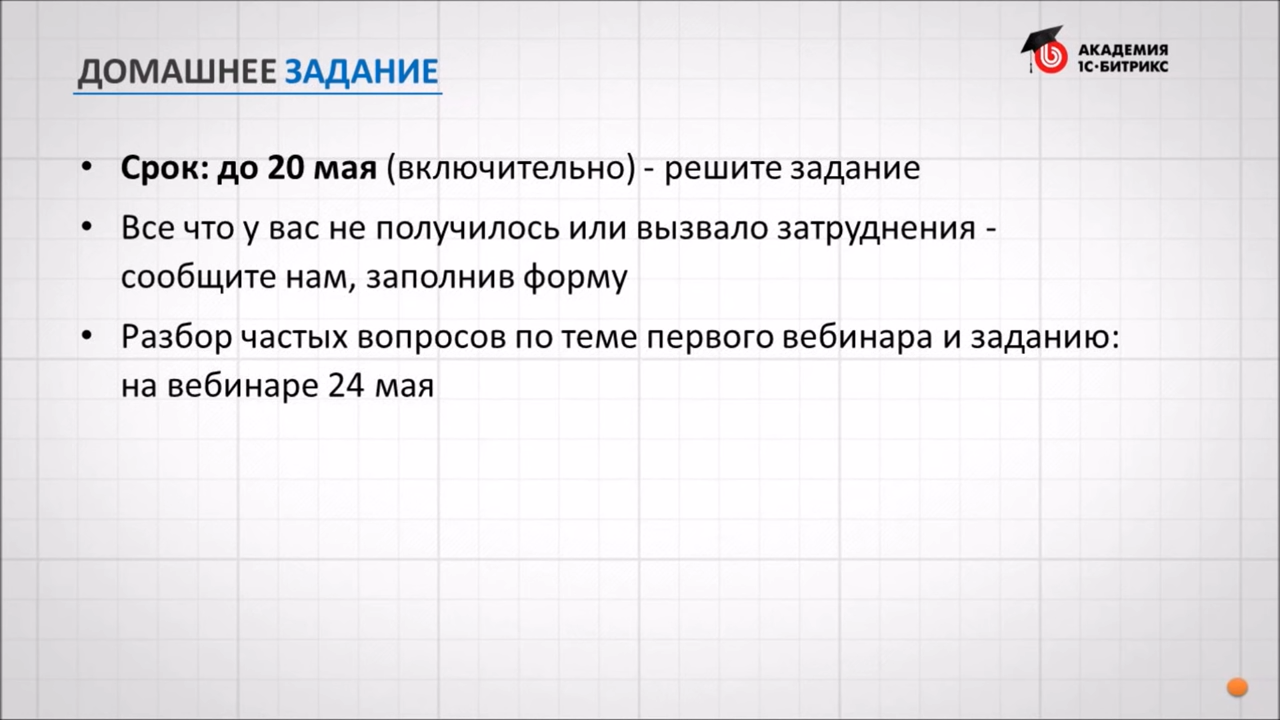 ДОМАШНЕЕ ЗАДАНИЕ
АКАДЕМИЯ
1С·БИТРИКС
• Срок: до 20 мая (включительно) - решите задание
• Все что у вас не получилось или вызвало затруднения -
сообщите нам, заполнив форму
• Разбор частых вопросов по теме первого вебинара и заданию:
на вебинаре 24 мая